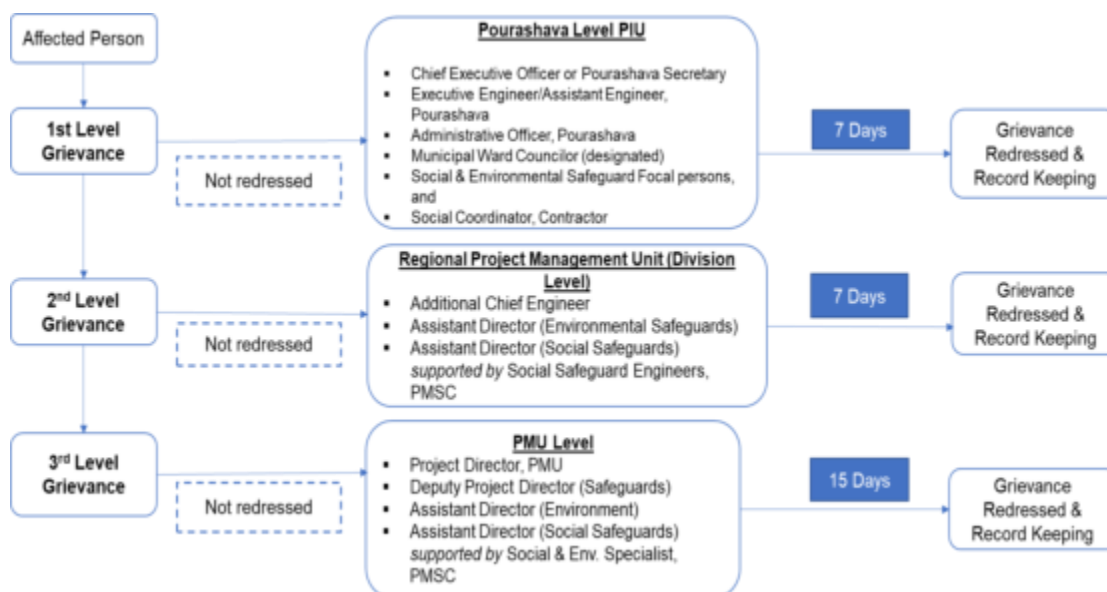 Affected Person
Pourashava Level PIU
▪ Chief Executive Officer or Pourashava Secretary
▪ Executive Engineer/Assistant Engineer,
Pourashava
▪ Administrative Officer, Pourashava
▪ Municipal Ward Councilor (designated)
▪ Social & Environmental Safeguard Focal persons,
and
▪ Social Coordinator, Contractor
1st Level
Grievance
Not redressed
7 Days
Grievance
Redressed &
Record Keeping
Regional Project Management Unit (Division
Level)
▪ Additional Chief Engineer
▪ Assistant Director (Environmental Safeguards)
▪ Assistant Director (Social Safeguards)
supported by Social Safeguard Engineers,
PMSC
2nd Level
Grievance
Not redressed
7 Days
Grievance
Redressed &
Record Keeping
PMU Level
▪ Project Director, PMU
▪ Deputy Project Director (Safeguards)
▪ Assistant Director (Environment)
▪ Assistant Director (Social Safeguards)
supported by Social & Env. Specialist,
PMSC
3rd Level
Grievance
Not redressed
15 Days
Grievance
Redressed &
Record Keeping